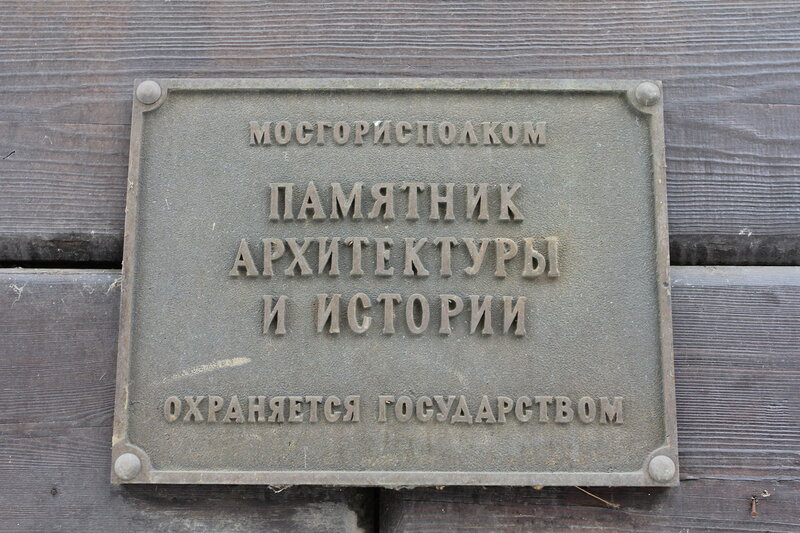 МОСГОРИСПОЛКОМ
ПАМЯТНИК
АРХИТЕКТУРЫ
И ИСТОРИИ
ОХРАНЯЕТСЯ ГОСУДАРСТВОМ